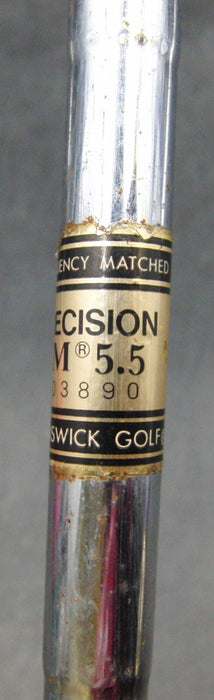 ENCY MATCHED
ECISION
M® 5.5
03890
SWICK GOLF